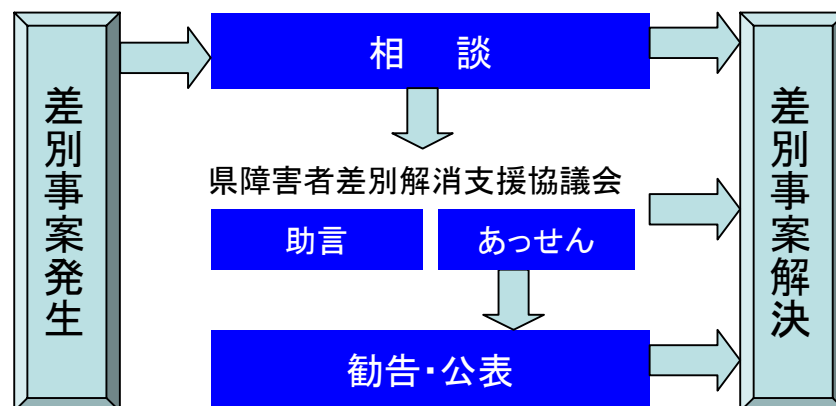 差別事案発生
相　談
県障害者差別解消支援協議会
助言
あっせん
勧告・公表
差別事案解決